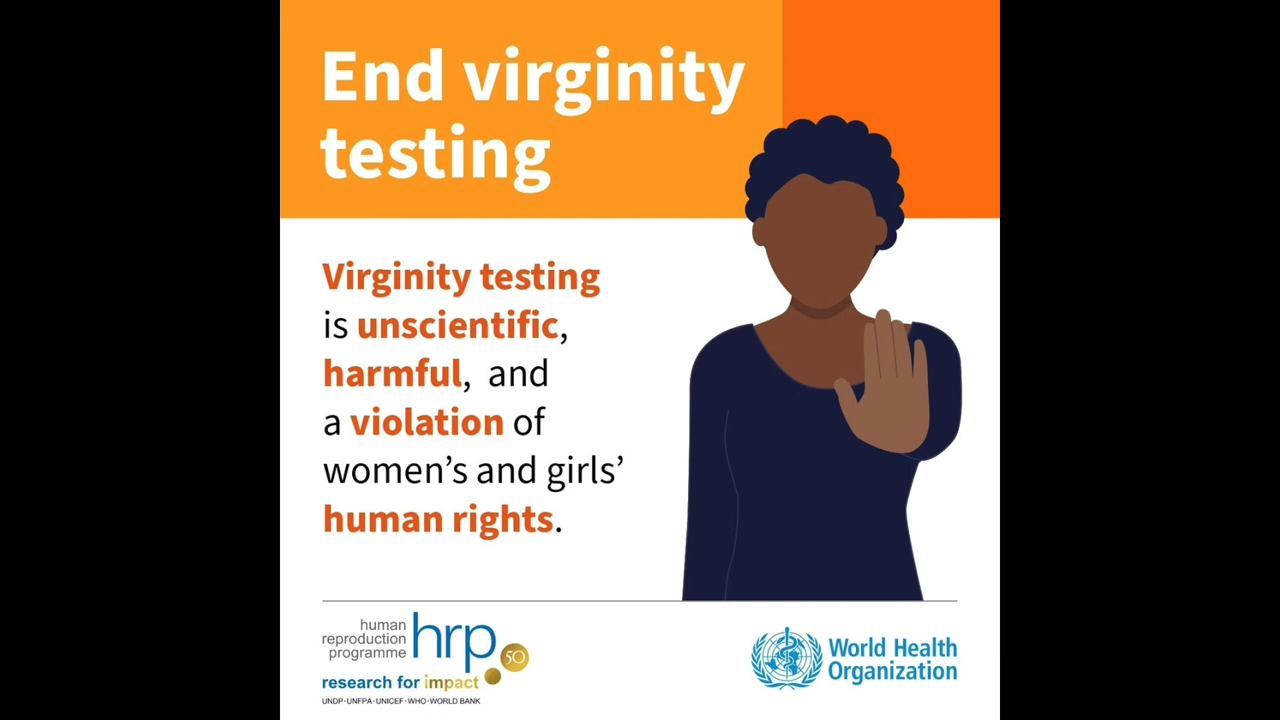 End virginity
testing
Virginity testing
is unscientific,
harmful, and
a violation of
women's and girls'
human rights.
human
reproduction
programme
hrp
50
research for impact
UNDP·UNFPA·UNICEF·WHO·WORLD BANK
World Health
Organization